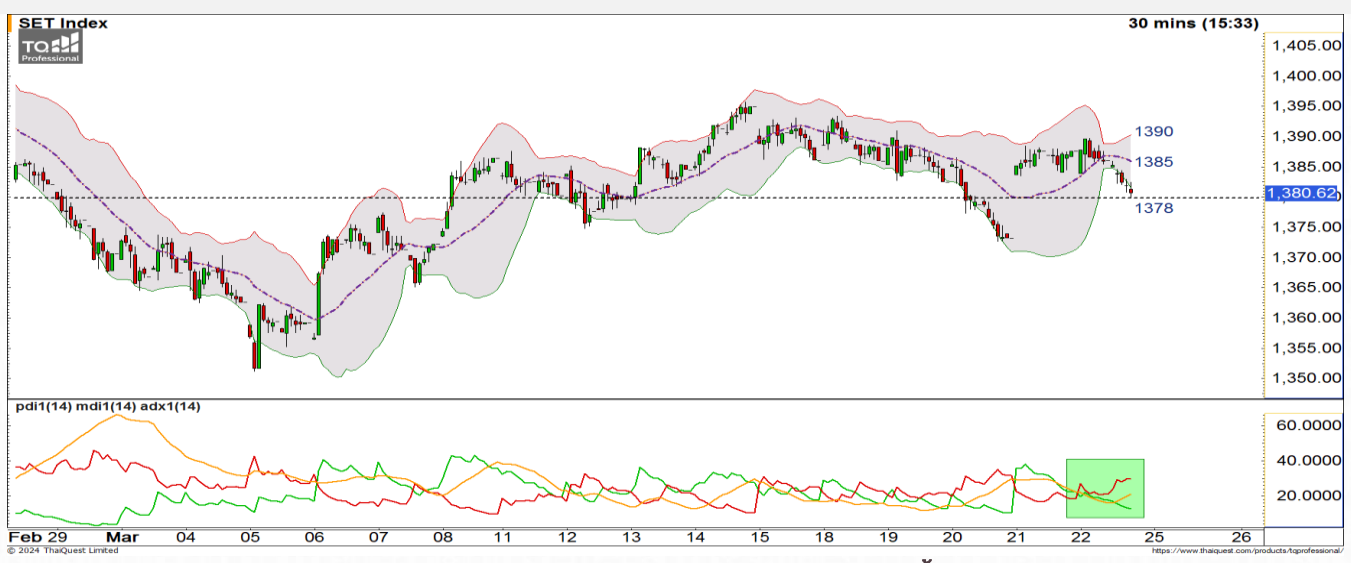 SET Index
30 mins (15:33)
TQ
Professional
1,405.00
1,400.00
1,395.00
1,390.00
1390
1,385.00
1385
1,380.62
1378
1,375.00
1,370.00
1,365.00
1,360.00
1,355.00
1,350.00
pdi1(14) mdi1(14) adx1(14)
60.0000
40.0000
20.0000
Feb 29 Mar 04 05 06 07 08 11 12 13 14 15 18 19 20 21 22 25 26
© 2024 ThaiQuest Limited
https://www.thaiquest.com/products/tqprofessional/